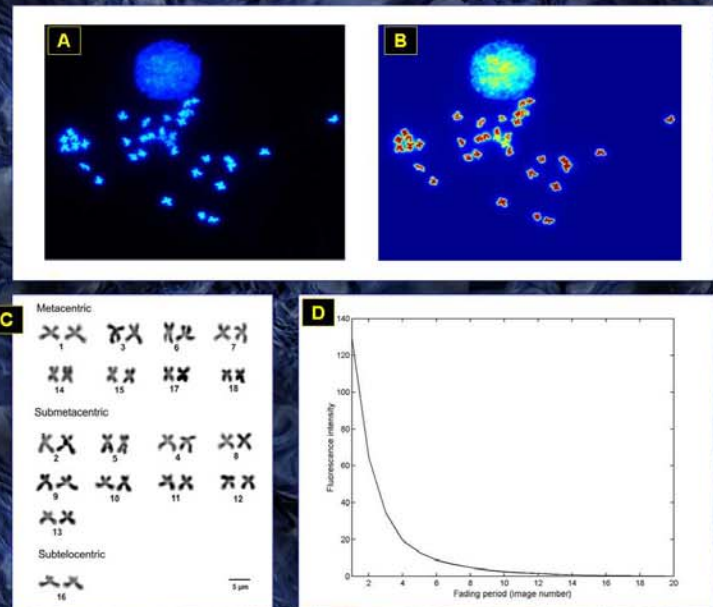 A
B
C
Metacentric
1 3 6 7
14 15 17 18
Submetacentric
2 5 4 8
9 10 11 12
13
Subtelocentric
16
5 μm
D
Fluorescence intensity
140
120
100
80
60
40
20
0
2 4 6 8 10 12 14 16 18 20
Fading period (image number)